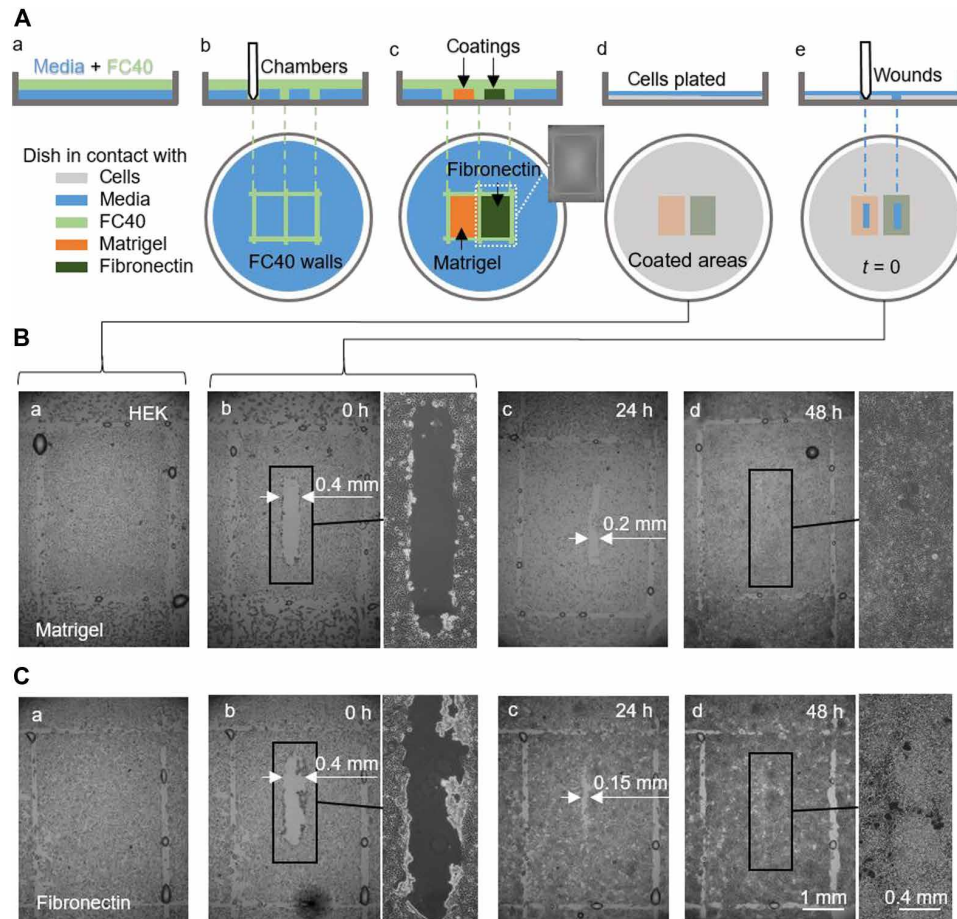 A
a
Media + FC40
b
Chambers
c
Coatings
d
Cells plated
e
Wounds
Dish in contact with
Cells
Media
FC40
Matrigel
Fibronectin
FC40 walls
Fibronectin
Matrigel
Coated areas
t = 0
B
a
HEK
Matrigel
b
0 h
0.4 mm
c
24 h
0.2 mm
d
48 h
C
a
Fibronectin
b
0 h
0.4 mm
c
24 h
0.15 mm
d
48 h
1 mm
0.4 mm